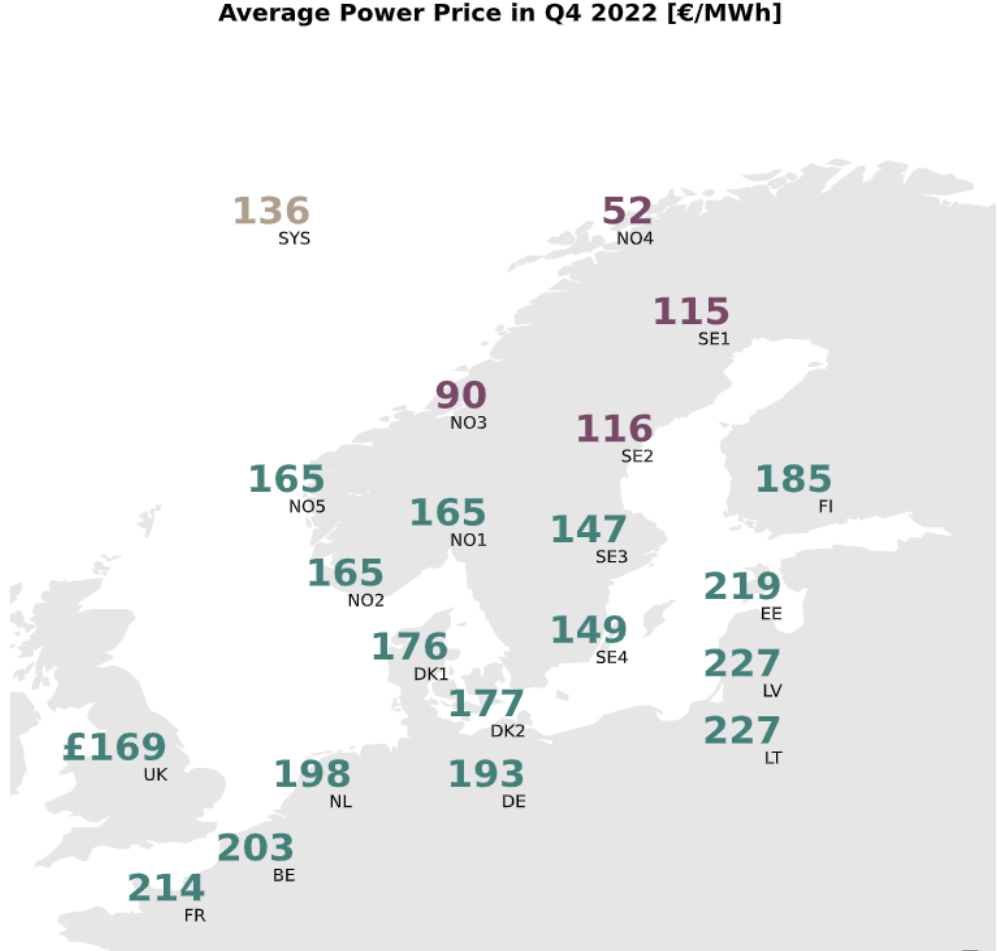 Average Power Price in Q4 2022 [€/MWh]
136
SYS
52
NO4
115
SE1
90
NO3
116
SE2
165
NO5
185
FI
165
NO1
147
SE3
165
NO2
219
EE
149
SE4
176
DK1
227
LV
177
DK2
227
LT
£169
UK
198
NL
193
DE
203
BE
214
FR